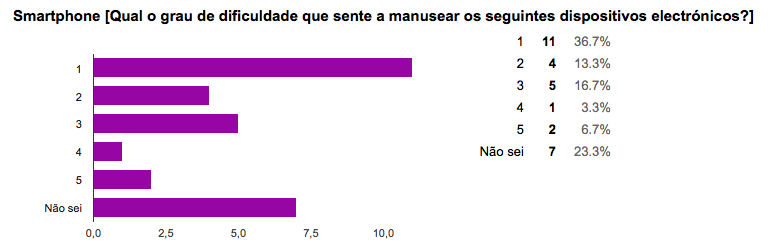 Smartphone [Qual o grau de dificuldade que sente a manusear os seguintes dispositivos electrónicos?]
1
2
3
4
5
Não sei
0,0 2,5 5,0 7,5 10,0
1 11 36.7%
2 4 13.3%
3 5 16.7%
4 1 3.3%
5 2 6.7%
Não sei 7 23.3%